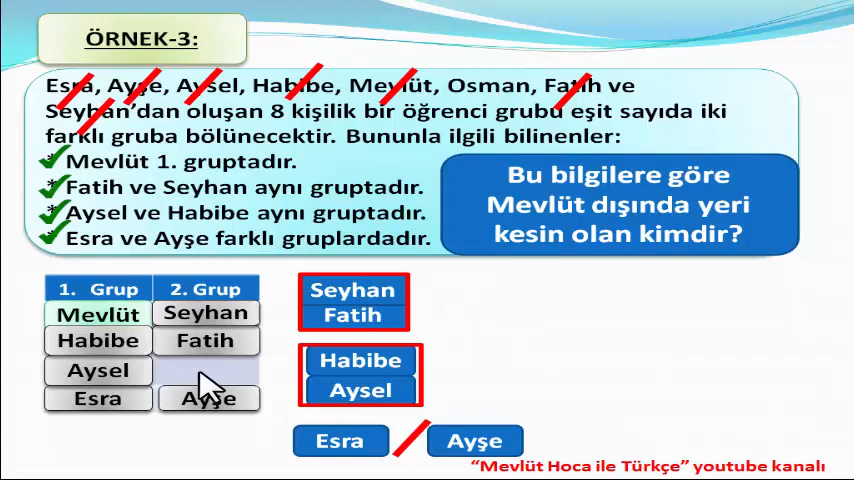 ÖRNEK-3:
Esra, Ayşe, Aysel, Habibe, Mevlüt, Osman, Fatih ve
Seyhan’dan oluşan 8 kişilik bir öğrenci grubu eşit sayıda iki
farklı gruba bölünecektir. Bununla ilgili bilinenler:
* Mevlüt 1. gruptadır.
* Fatih ve Seyhan aynı gruptadır.
* Aysel ve Habibe aynı gruptadır.
* Esra ve Ayşe farklı gruplardadır.
Bu bilgilere göre
Mevlüt dışında yeri
kesin olan kimdir?
1. Grup 2. Grup
Mevlüt Seyhan
Habibe Fatih
Aysel
Esra Ayşe
Seyhan
Fatih
Habibe
Aysel
Esra / Ayşe
“Mevlüt Hoca ile Türkçe” youtube kanalı